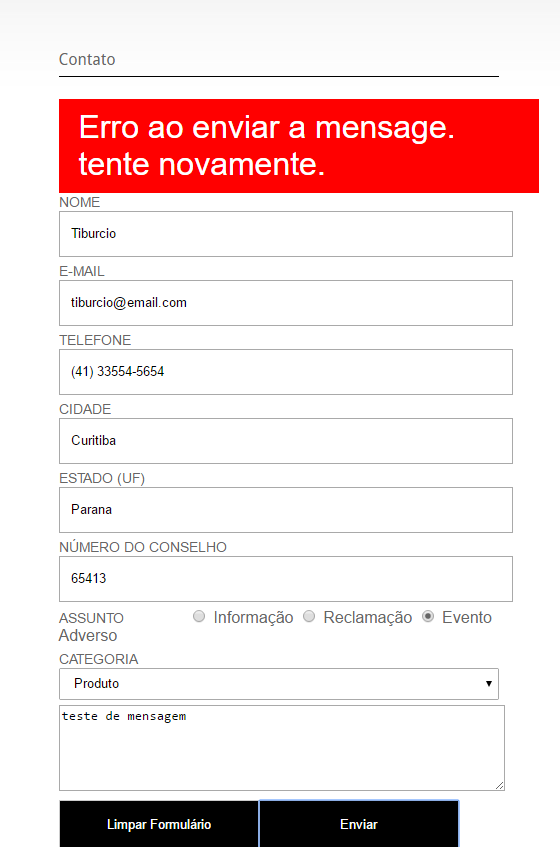 Contato
Erro ao enviar a mensage.
tente novamente.
NOME
Tiburcio
E-MAIL
tiburcio@email.com
TELEFONE
(41) 33554-5654
CIDADE
Curitiba
ESTADO (UF)
Parana
NÚMERO DO CONSELHO
65413
ASSUNTO Informação Reclamação Evento
Adverso
CATEGORIA
Produto
teste de mensagem
Limpar Formulário Enviar